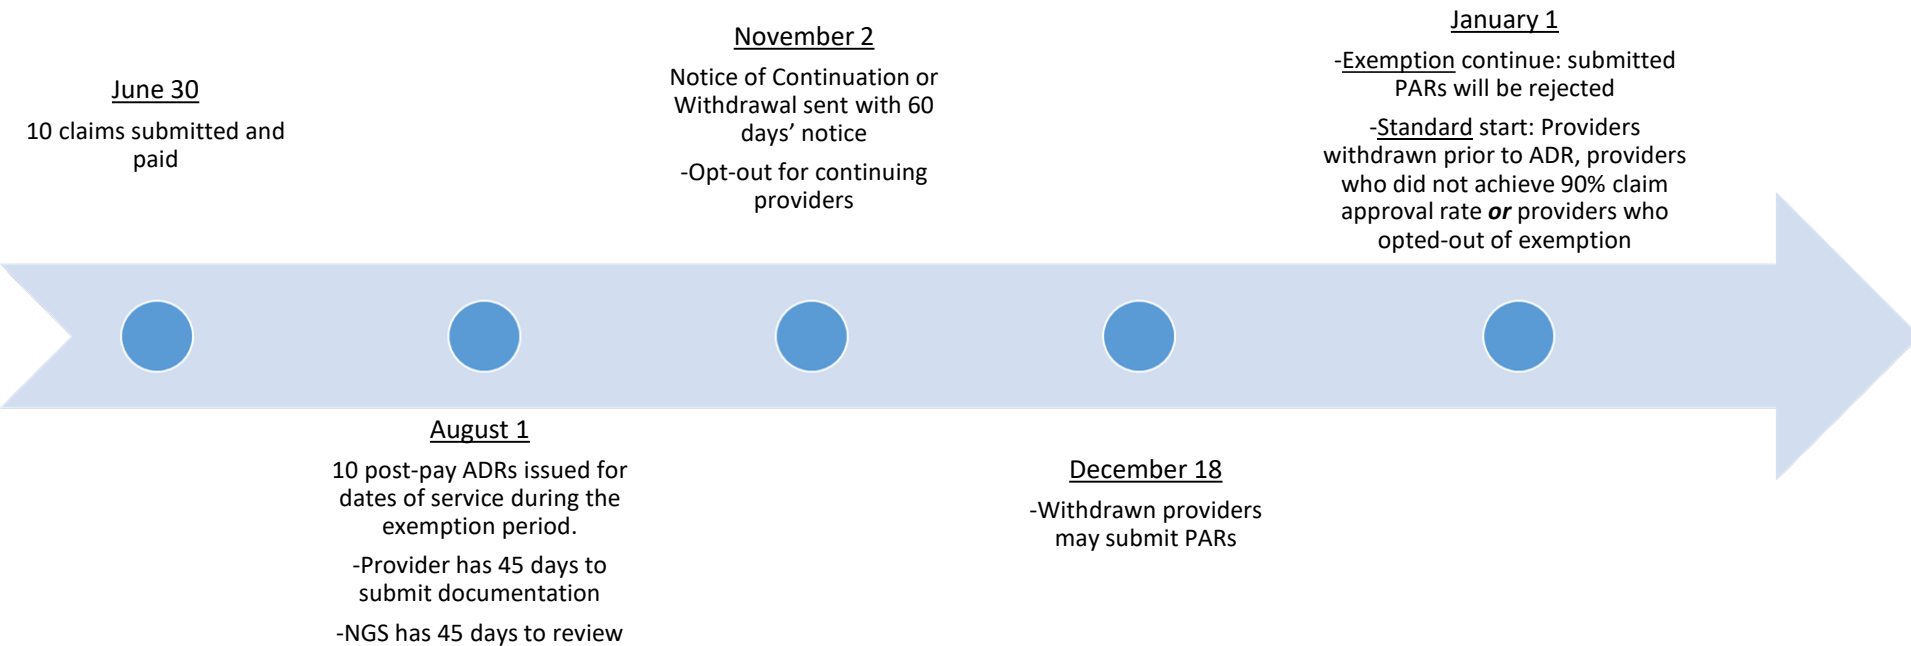 June 30
10 claims submitted and
paid
August 1
10 post-pay ADRs issued for
dates of service during the
exemption period.
-Provider has 45 days to
submit documentation
-NGS has 45 days to review
November 2
Notice of Continuation or
Withdrawal sent with 60
days’ notice
-Opt-out for continuing
providers
December 18
-Withdrawn providers
may submit PARs
January 1
-Exemption continue: submitted
PARs will be rejected
-Standard start: Providers
withdrawn prior to ADR, providers
who did not achieve 90% claim
approval rate or providers who
opted-out of exemption